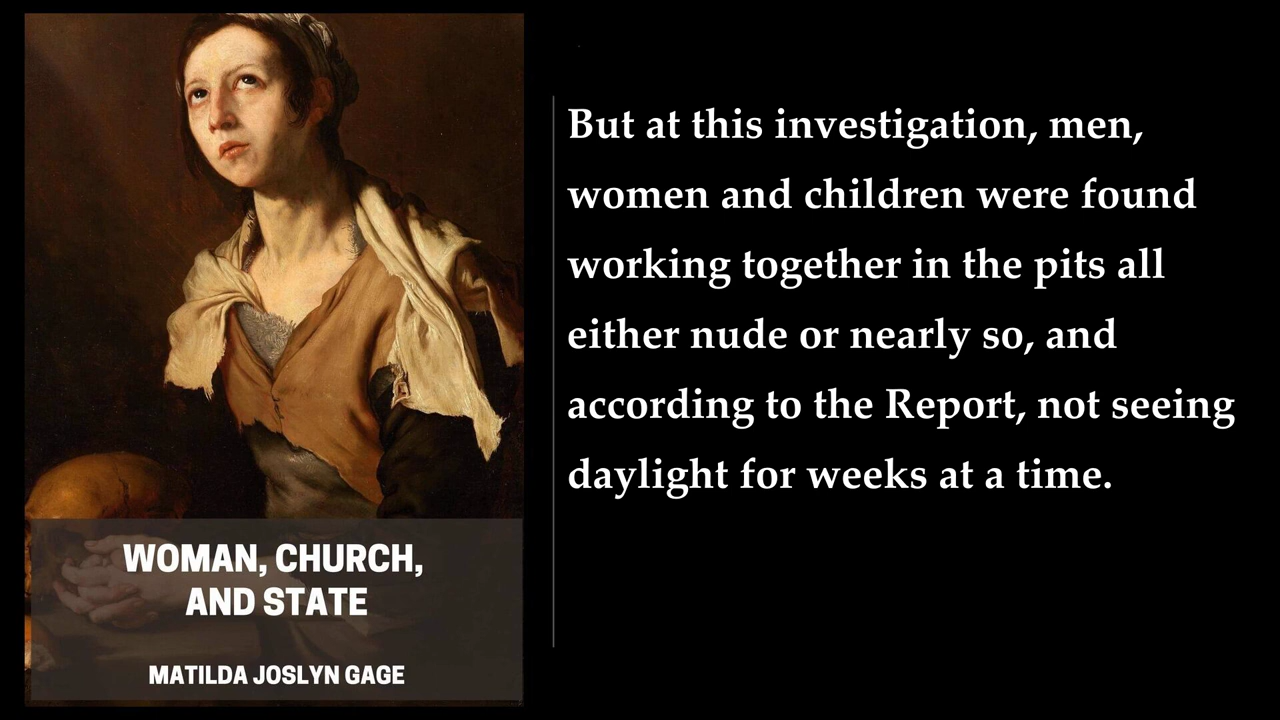 But at this investigation, men,
women and children were found
working together in the pits all
either nude or nearly so, and
according to the Report, not seeing
daylight for weeks at a time.
WOMAN, CHURCH,
AND STATE
MATILDA JOSLYN GAGE